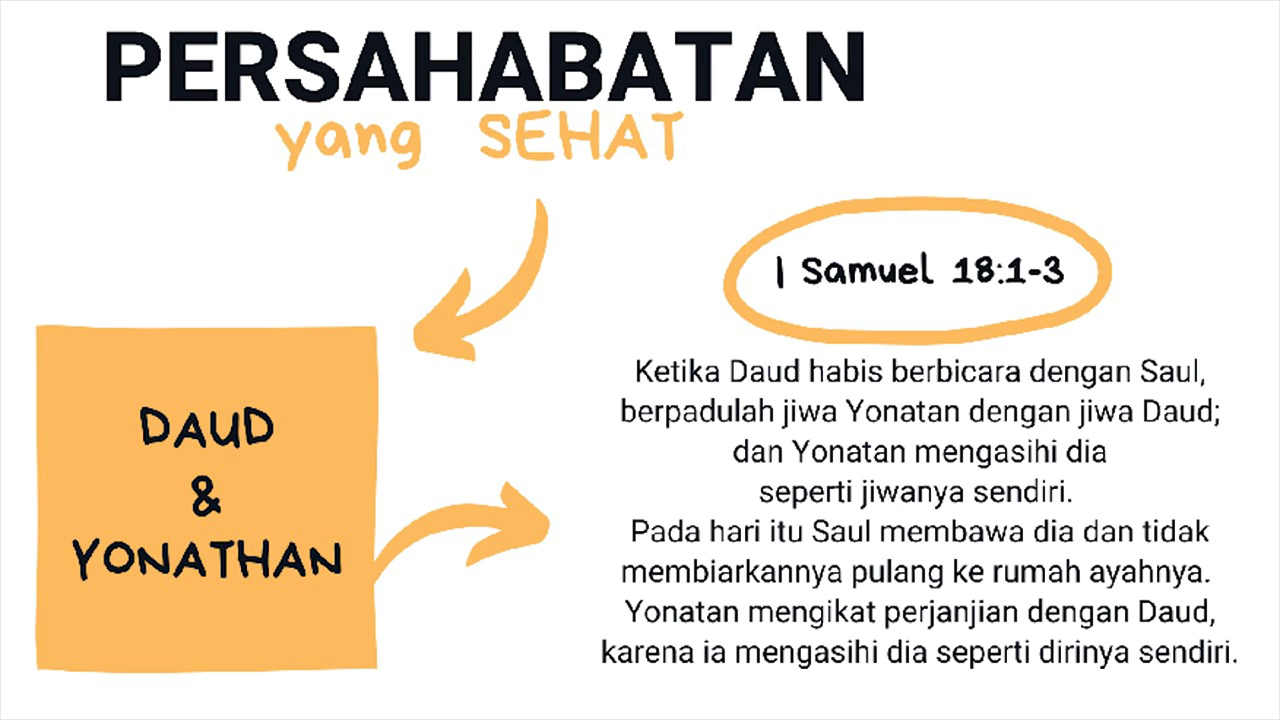 PERSAHABATAN
yang SEHAT
1 Samuel 18:1-3
DAUD
&
YONATHAN
Ketika Daud habis berbicara dengan Saul,
berpadulah jiwa Yonatan dengan jiwa Daud;
dan Yonatan mengasihi dia
seperti jiwanya sendiri.
Pada hari itu Saul membawa dia dan tidak
membiarkannya pulang ke rumah ayahnya.
Yonatan mengikat perjanjian dengan Daud,
karena ia mengasihi dia seperti dirinya sendiri.